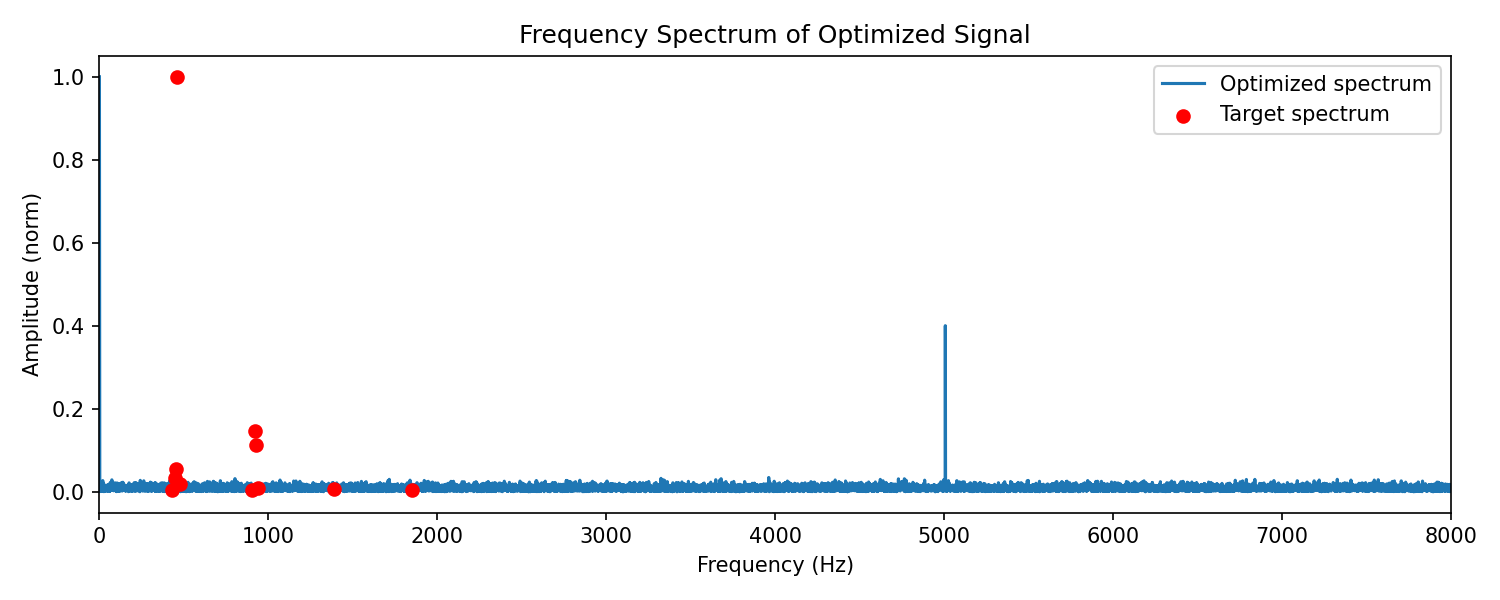 Frequency Spectrum of Optimized Signal
Optimized spectrum
Target spectrum
Amplitude (norm)
1.0
0.8
0.6
0.4
0.2
0.0
0 1000 2000 3000 4000 5000 6000 7000 8000
Frequency (Hz)